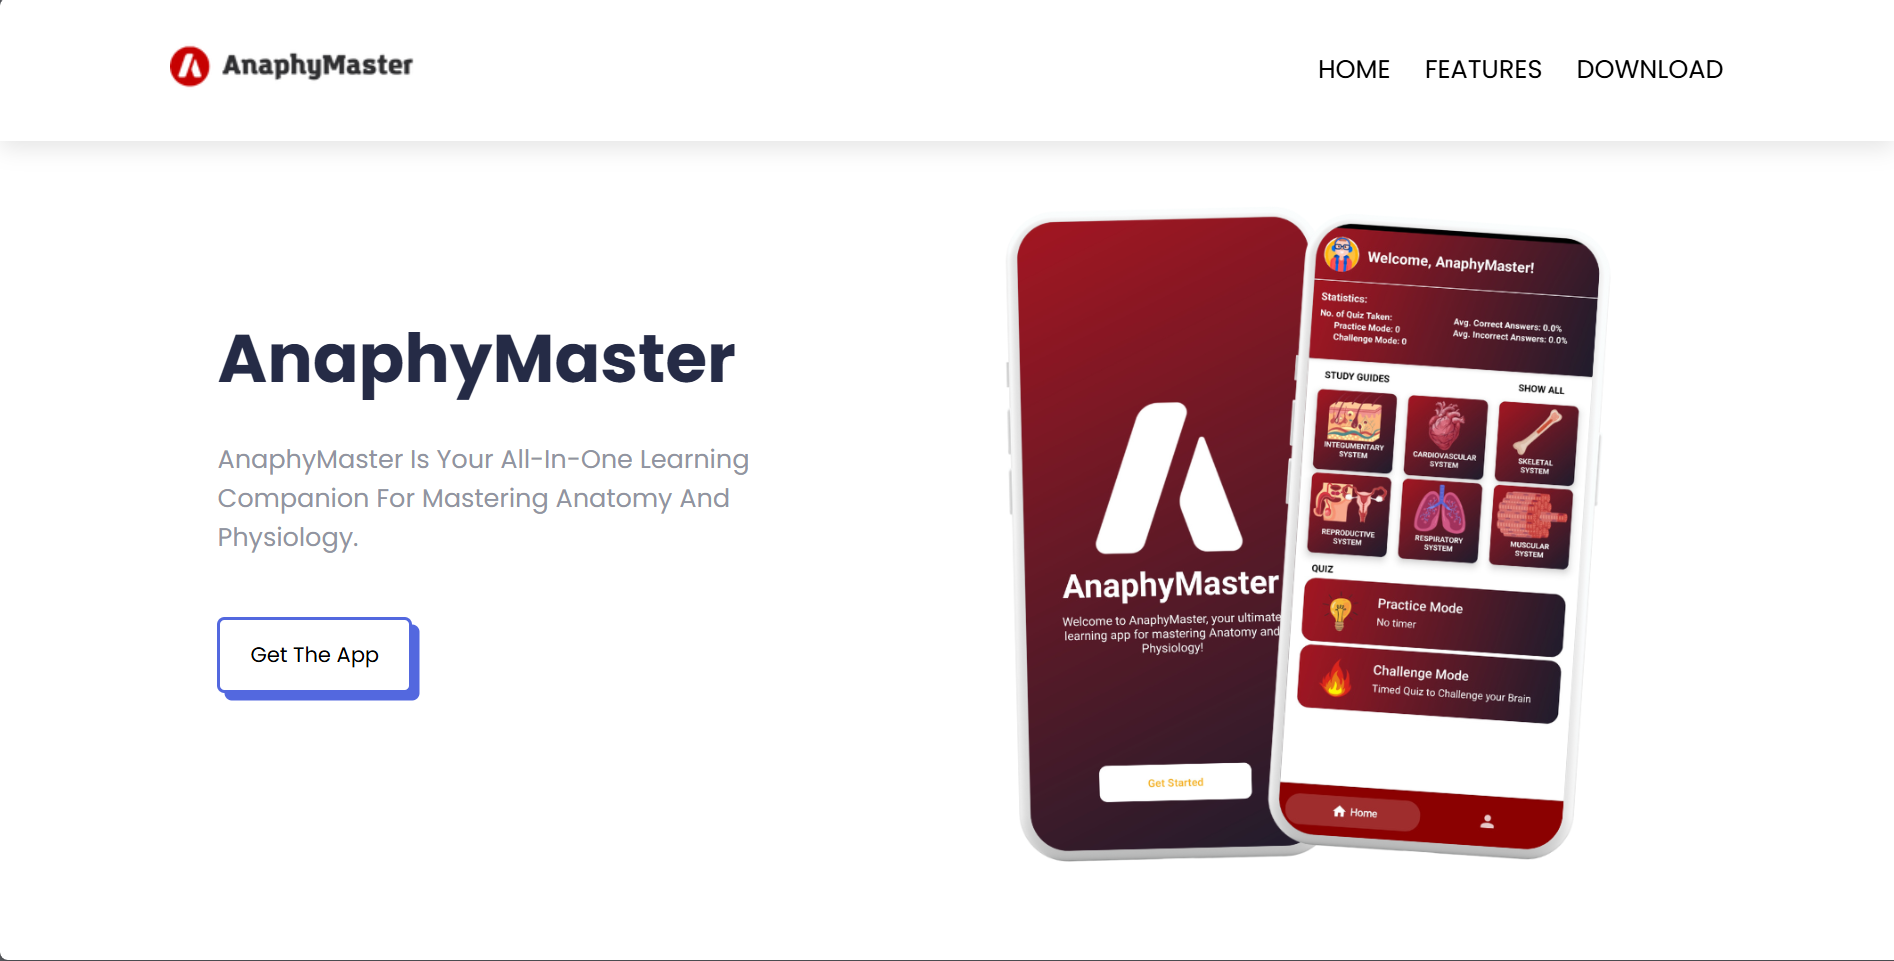 AnaphyMaster
HOME FEATURES DOWNLOAD
AnaphyMaster
AnaphyMaster Is Your All-In-One Learning
Companion For Mastering Anatomy And
Physiology.
Get The App
AnaphyMaster
Welcome to AnaphyMaster, your ultimate
learning app for mastering Anatomy and
Physiology!
Get Started
Welcome, AnaphyMaster!
Statistics:
No. of Quiz Taken:
Practice Mode: 0
Challenge Mode: 0
Avg. Correct Answers: 0.0%
Avg. Incorrect Answers: 0.0%
STUDY GUIDES
SHOW ALL
INTEGUMENTARY
SYSTEM
CARDIOVASCULAR
SYSTEM
SKELETAL
SYSTEM
REPRODUCTIVE
SYSTEM
RESPIRATORY
SYSTEM
MUSCULAR
SYSTEM
QUIZ
Practice Mode
No timer
Challenge Mode
Timed Quiz to Challenge your Brain
Home